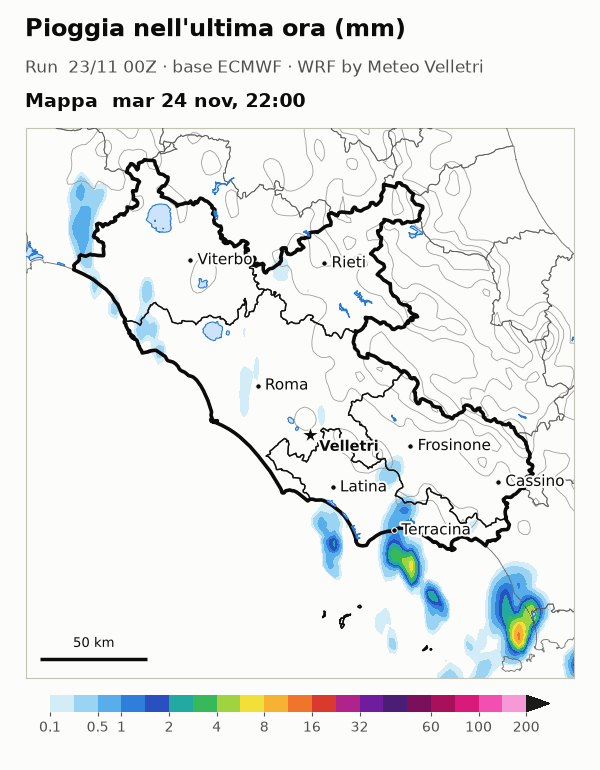 Pioggia nell'ultima ora (mm)
Run  23/11 00Z · base ECMWF · WRF by Meteo Velletri
Mappa  mar 24 nov, 22:00
Viterbo
Rieti
Roma
Velletri
Frosinone
Latina
Cassino
Terracina
50 km
0.1 0.5 1 2 4 8 16 32 60 100 200